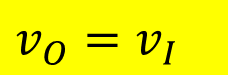 v_O = v_I